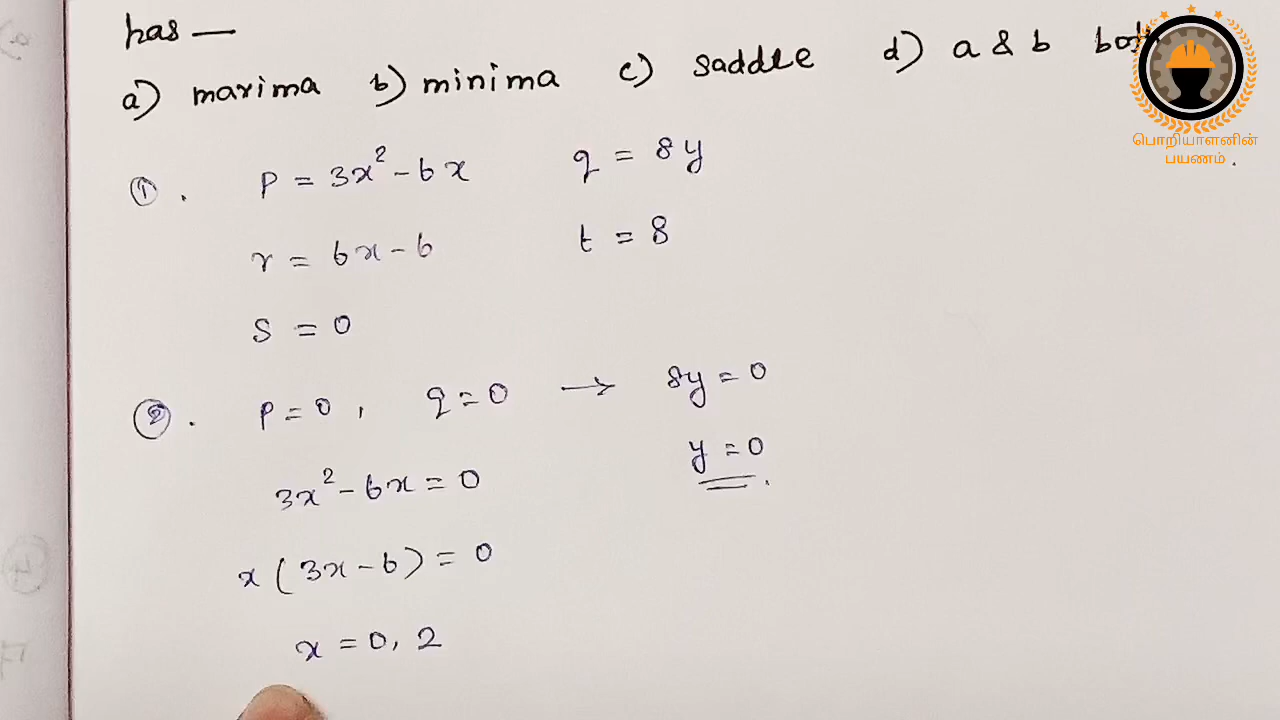 has —
a) maxima b) minima c) saddle d) a & b both
பொறியாளனின்
பயணம்
①. p = 3x² - 6x q = 8y
r = 6x - 6 t = 8
s = 0
②. p = 0, q = 0 → 8y = 0
y = 0
3x² - 6x = 0
x (3x - 6) = 0
x = 0, 2